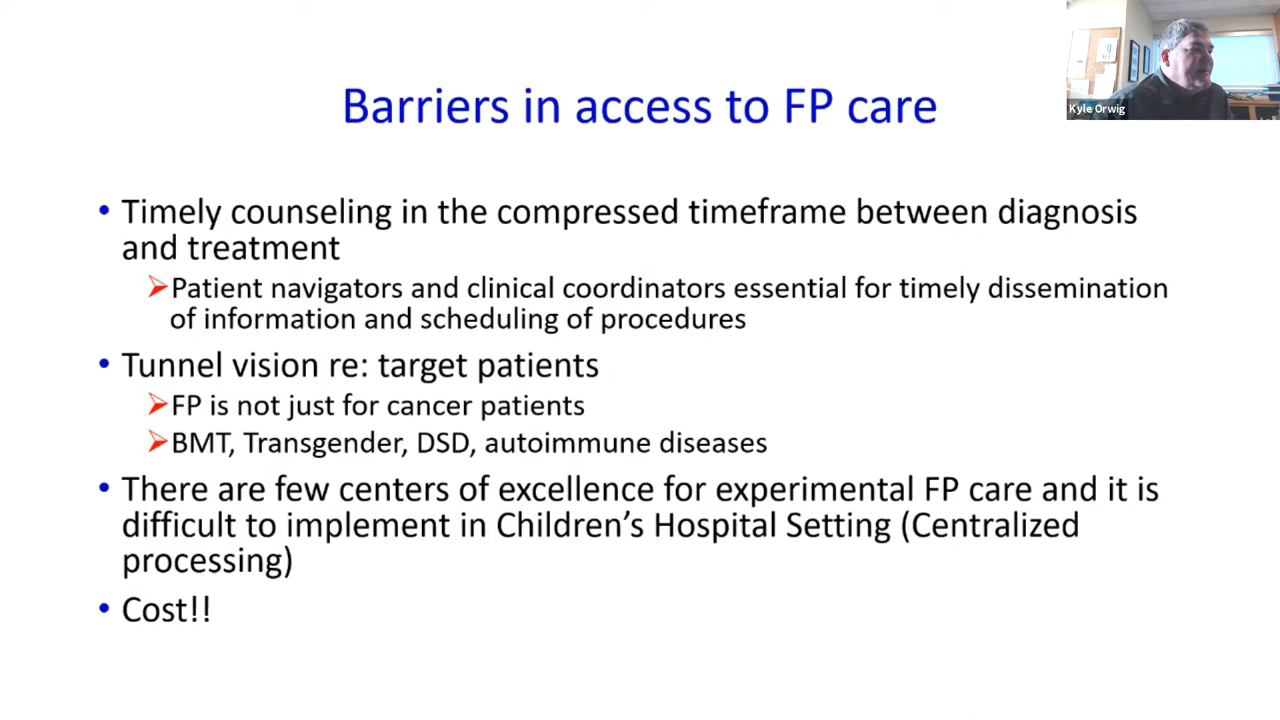 Barriers in access to FP care
Kyle Orwig
• Timely counseling in the compressed timeframe between diagnosis
and treatment
➢Patient navigators and clinical coordinators essential for timely dissemination
of information and scheduling of procedures
• Tunnel vision re: target patients
➢FP is not just for cancer patients
➢BMT, Transgender, DSD, autoimmune diseases
• There are few centers of excellence for experimental FP care and it is
difficult to implement in Children’s Hospital Setting (Centralized
processing)
• Cost!!